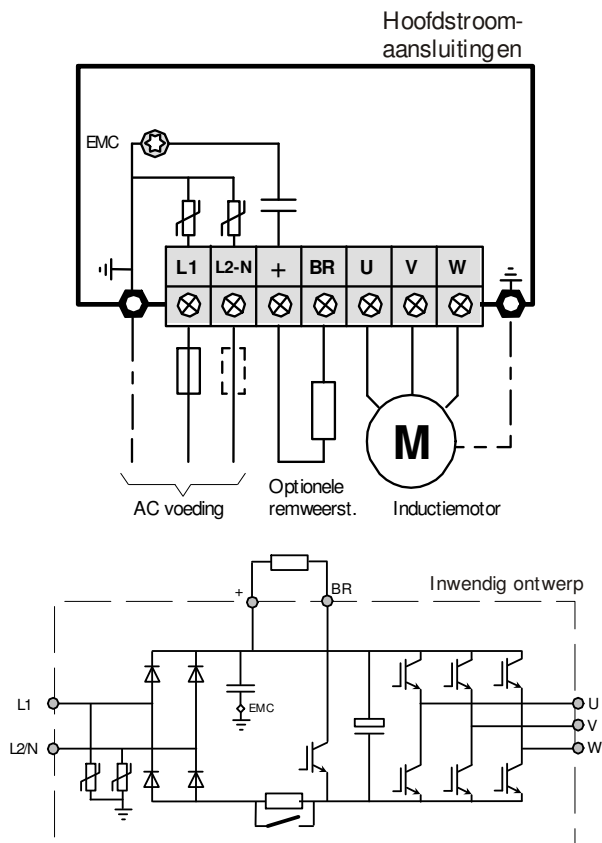 Hoofdstroom-
aansluitingen
EMC
L1 L2-N + BR U V W
M
AC voeding
Optionele
remweerst.
Inductiemotor
Inwendig ontwerp
+ BR
L1
EMC
U
V
L2/N
W